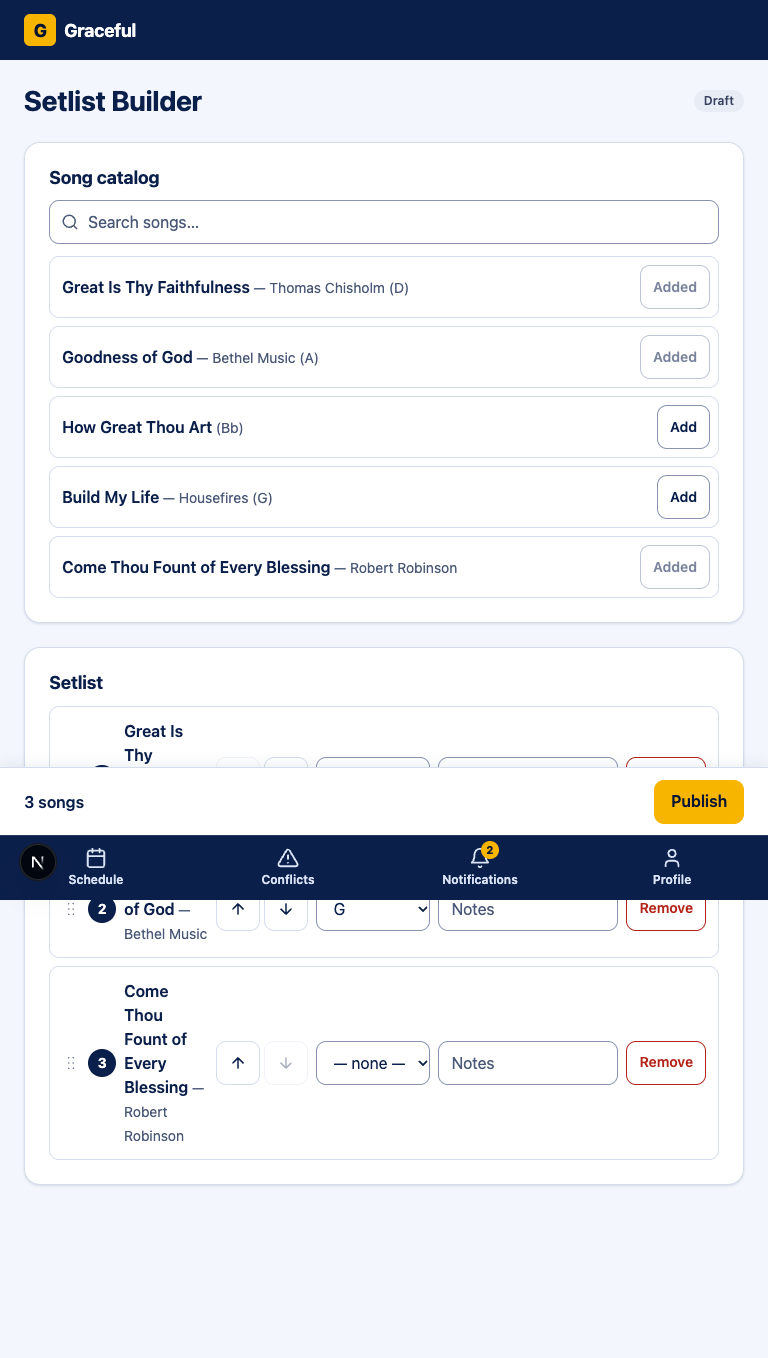 G Graceful
Setlist Builder
Draft
Song catalog
Search songs...
Great Is Thy Faithfulness — Thomas Chisholm (D)
Added
Goodness of God — Bethel Music (A)
Added
How Great Thou Art (Bb)
Add
Build My Life — Housefires (G)
Add
Come Thou Fount of Every Blessing — Robert Robinson
Added
Setlist
Great Is
Thy
3 songs
Publish
N
Schedule
Conflicts
2
Notifications
Profile
2
of God —
Bethel Music
G
Notes
Remove
3
Come
Thou
Fount of
Every
Blessing —
Robert
Robinson
— none —
Notes
Remove